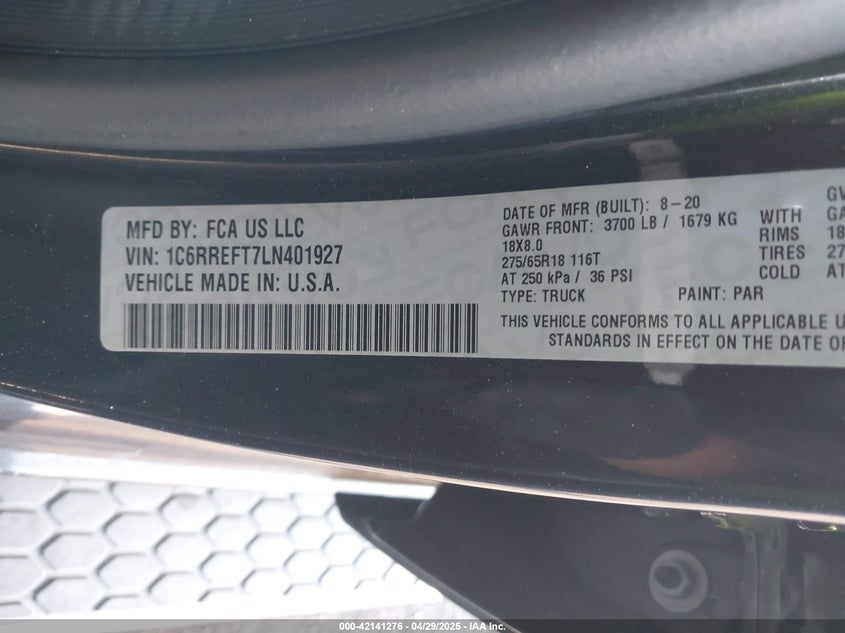 MFD BY: FCA US LLC
VIN: 1C6RREFT7LN401927
VEHICLE MADE IN: U.S.A.
DATE OF MFR (BUILT): 8-20
GAWR FRONT: 3700 LB / 1679 KG WITH
18X8.0 RIMS 18
275/65R18 116T TIRES 27
AT 250 kPa / 36 PSI COLD AT
TYPE: TRUCK PAINT: PAR
THIS VEHICLE CONFORMS TO ALL APPLICABLE
STANDARDS IN EFFECT ON THE DATE
000-42141276 - 04/29/2025 - IAA Inc.